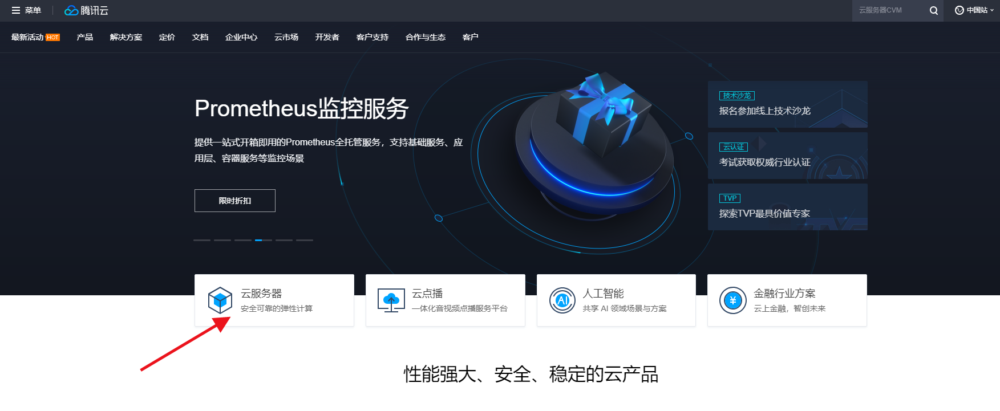 菜单
腾讯云
云服务器CVM
中国站
最新活动 HOT 产品 解决方案 定价 文档 企业中心 云市场 开发者 客户支持 合作与生态 客户
Prometheus监控服务
提供一站式开箱即用的Prometheus全托管服务，支持基础服务、应
用层、容器服务等监控场景
限时折扣
技术沙龙
报名参加线上技术沙龙
云认证
考试获取权威行业认证
TVP
探索TVP最具价值专家
云服务器
安全可靠的弹性计算
云点播
一体化音视频点播服务平台
AI
人工智能
共享 AI 领域场景与方案
¥
金融行业方案
云上金融，智创未来
性能强大、安全、稳定的云产品